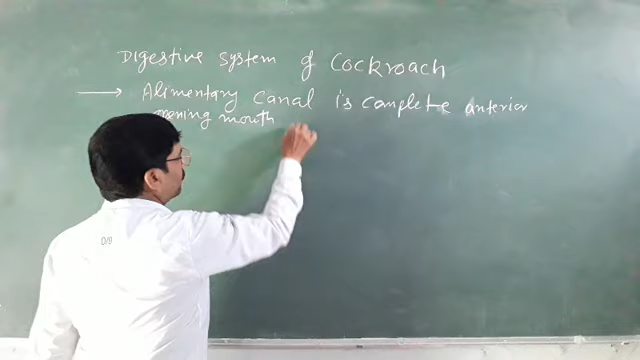 Digestive system of Cockroach
→ Alimentary canal is complete anterior
opening mouth